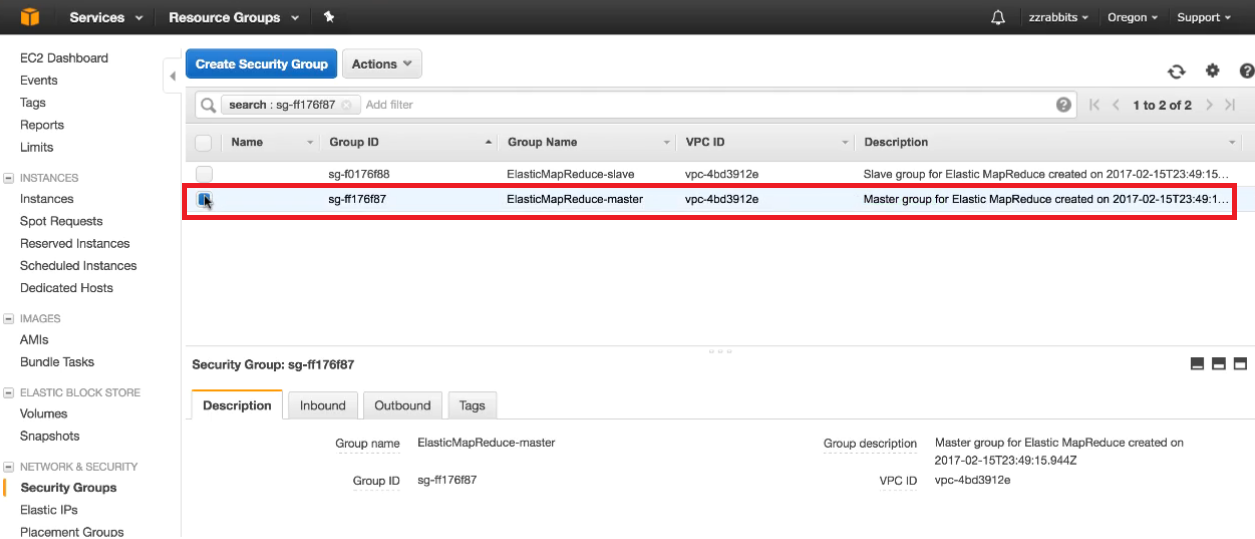 Services Resource Groups zzrabbits Oregon Support
EC2 Dashboard
Events
Tags
Reports
Limits
INSTANCES
Instances
Spot Requests
Reserved Instances
Scheduled Instances
Dedicated Hosts
IMAGES
AMIs
Bundle Tasks
ELASTIC BLOCK STORE
Volumes
Snapshots
NETWORK & SECURITY
Security Groups
Elastic IPs
Placement Groups
Create Security Group Actions
search : sg-ff176f87 Add filter 1 to 2 of 2
Name Group ID Group Name VPC ID Description
sg-f0176f88 ElasticMapReduce-slave vpc-4bd3912e Slave group for Elastic MapReduce created on 2017-02-15T23:49:15...
sg-ff176f87 ElasticMapReduce-master vpc-4bd3912e Master group for Elastic MapReduce created on 2017-02-15T23:49:1...
Security Group: sg-ff176f87
Description Inbound Outbound Tags
Group name ElasticMapReduce-master
Group ID sg-ff176f87
Group description Master group for Elastic MapReduce created on
2017-02-15T23:49:15.944Z
VPC ID vpc-4bd3912e